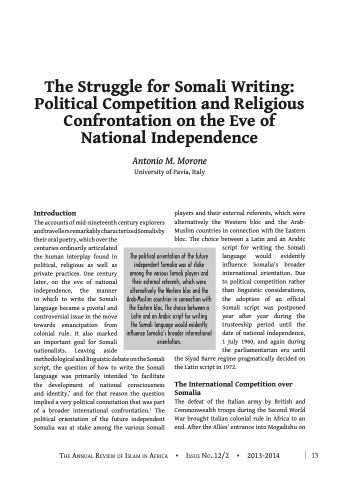 The Struggle for Somali Writing:
Political Competition and Religious
Confrontation on the Eve of
National Independence
Antonio M. Morone
University of Pavia, Italy
Introduction
The accounts of mid-nineteenth century explorers
and travellers remarkably characterized Somalis by
their oral poetry, which over the
centuries ordinarily articulated
the human interplay found in
political, religious as well as
private practices. One century
later, on the eve of national
independence, the manner
in which to write the Somali
language became a pivotal and
controversial issue in the move
towards emancipation from
colonial rule. It also marked
an important goal for Somali
nationalists. Leaving aside
methodological and linguistic debate on the Somali
script, the question of how to write the Somali
language was primarily intended ‘to facilitate
the development of national consciousness
and identity,¹ and for that reason the question
implied a very political connotation that was part
of a broader international confrontation.² The
political orientation of the future independent
Somalia was at stake among the various Somali
The political orientation of the future
independent Somalia was at stake
among the various Somali players and
their external referents, which were
alternatively the Western bloc and the
Arab-Muslim countries in connection with
the Eastern bloc. The choice between a
Latin and an Arabic script for writing
the Somali language would evidently
influence Somalia's broader international
orientation.
players and their external referents, which were
alternatively the Western bloc and the Arab-
Muslim countries in connection with the Eastern
bloc. The choice between a Latin and an Arabic
script for writing the Somali
language would evidently
influence Somalia's broader
international orientation. Due
to political competition rather
than linguistic considerations,
the adoption of an official
Somali script was postponed
year after year during the
trusteeship period until the
date of national independence,
1 July 1960, and again during
the parliamentarian era until
the Siyad Barre regime pragmatically decided on
the Latin script in 1972.
The International Competition over
Somalia
The defeat of the Italian army by British and
Commonwealth troops during the Second World
War brought Italian colonial rule in Africa to an
end. After the Allies' entrance into Mogadishu on
The Annual Review of Islam in Africa • Issue No. 12/2 • 2013-2014 | 13